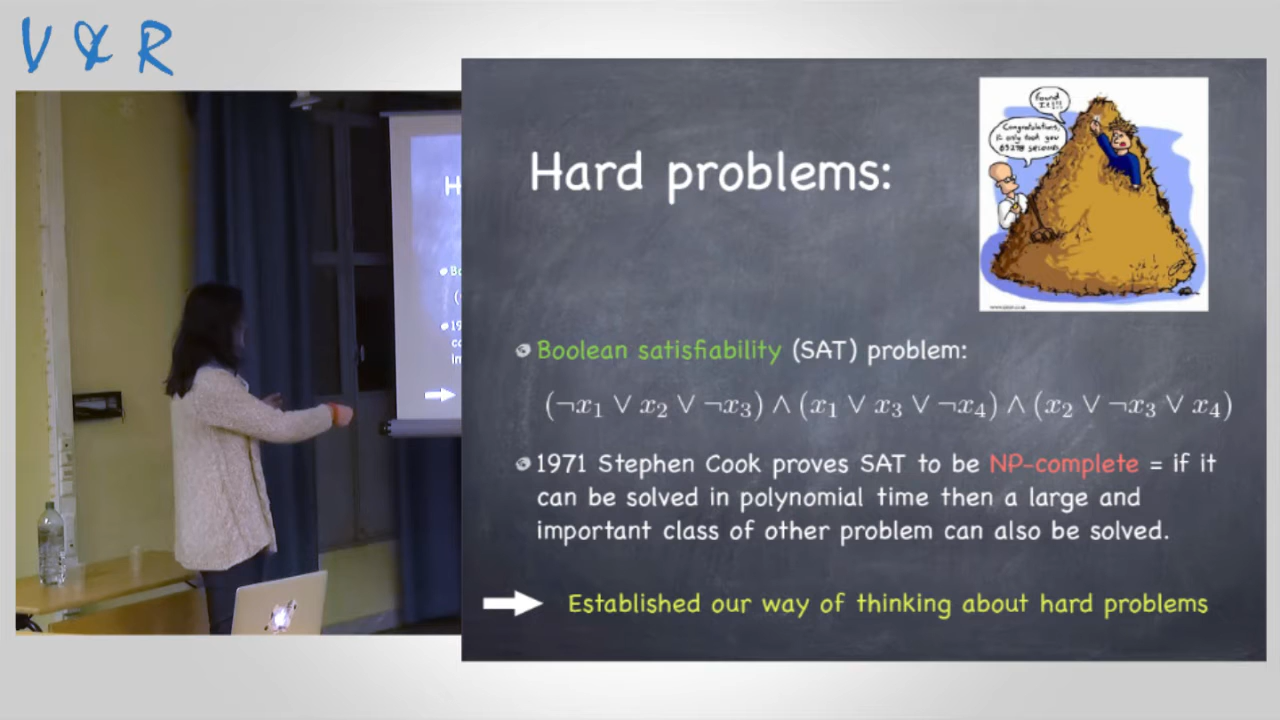 V & R
Hard problems:
Found
It!!!
Congratulations,
it only took you
Boolean satisfiability (SAT) problem:
(¬x₁ ∨ x₂ ∨ ¬x₃) ∧ (x₁ ∨ x₃ ∨ ¬x₄) ∧ (x₂ ∨ ¬x₃ ∨ x₄)
1971 Stephen Cook proves SAT to be NP-complete = if it
can be solved in polynomial time then a large and
important class of other problem can also be solved.
Established our way of thinking about hard problems